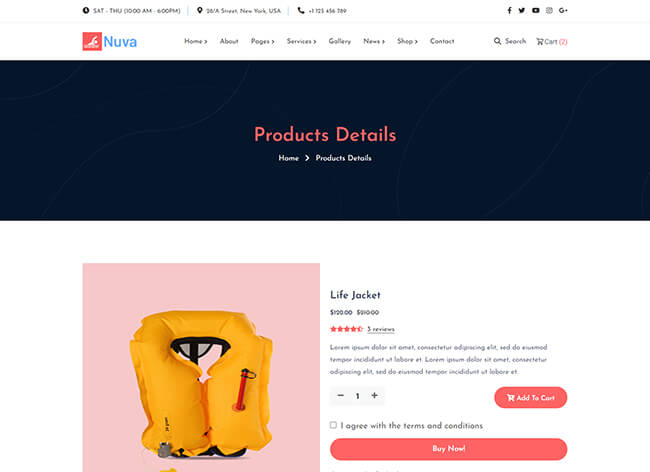 SAT - THU (10:00 AM - 6:00PM) 28/A Street, New York, USA +1 123 456 789
Nuva Home About Pages Services Gallery News Shop Contact Search Cart (2)
Products Details
Home Products Details
Life Jacket
$120.00 $210.00
3 reviews
Lorem ipsum dolor sit amet, consectetur adipiscing elit, sed do eiusmod
tempor incididunt ut labore et. Lorem ipsum dolor sit amet, consectetur
adipiscing elit, sed do eiusmod tempor incididunt ut labore et.
− 1 + Add To Cart
I agree with the terms and conditions
Buy Now!